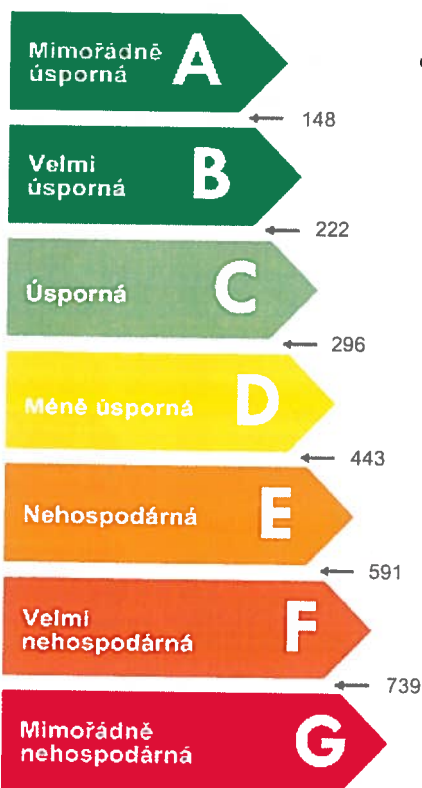 Mimořádně
úsporná
A
148
Velmi
úsporná
B
222
Úsporná
C
296
Méně úsporná
D
443
Nehospodárná
E
591
Velmi
nehospodárná
F
739
Mimořádně
nehospodárná
G